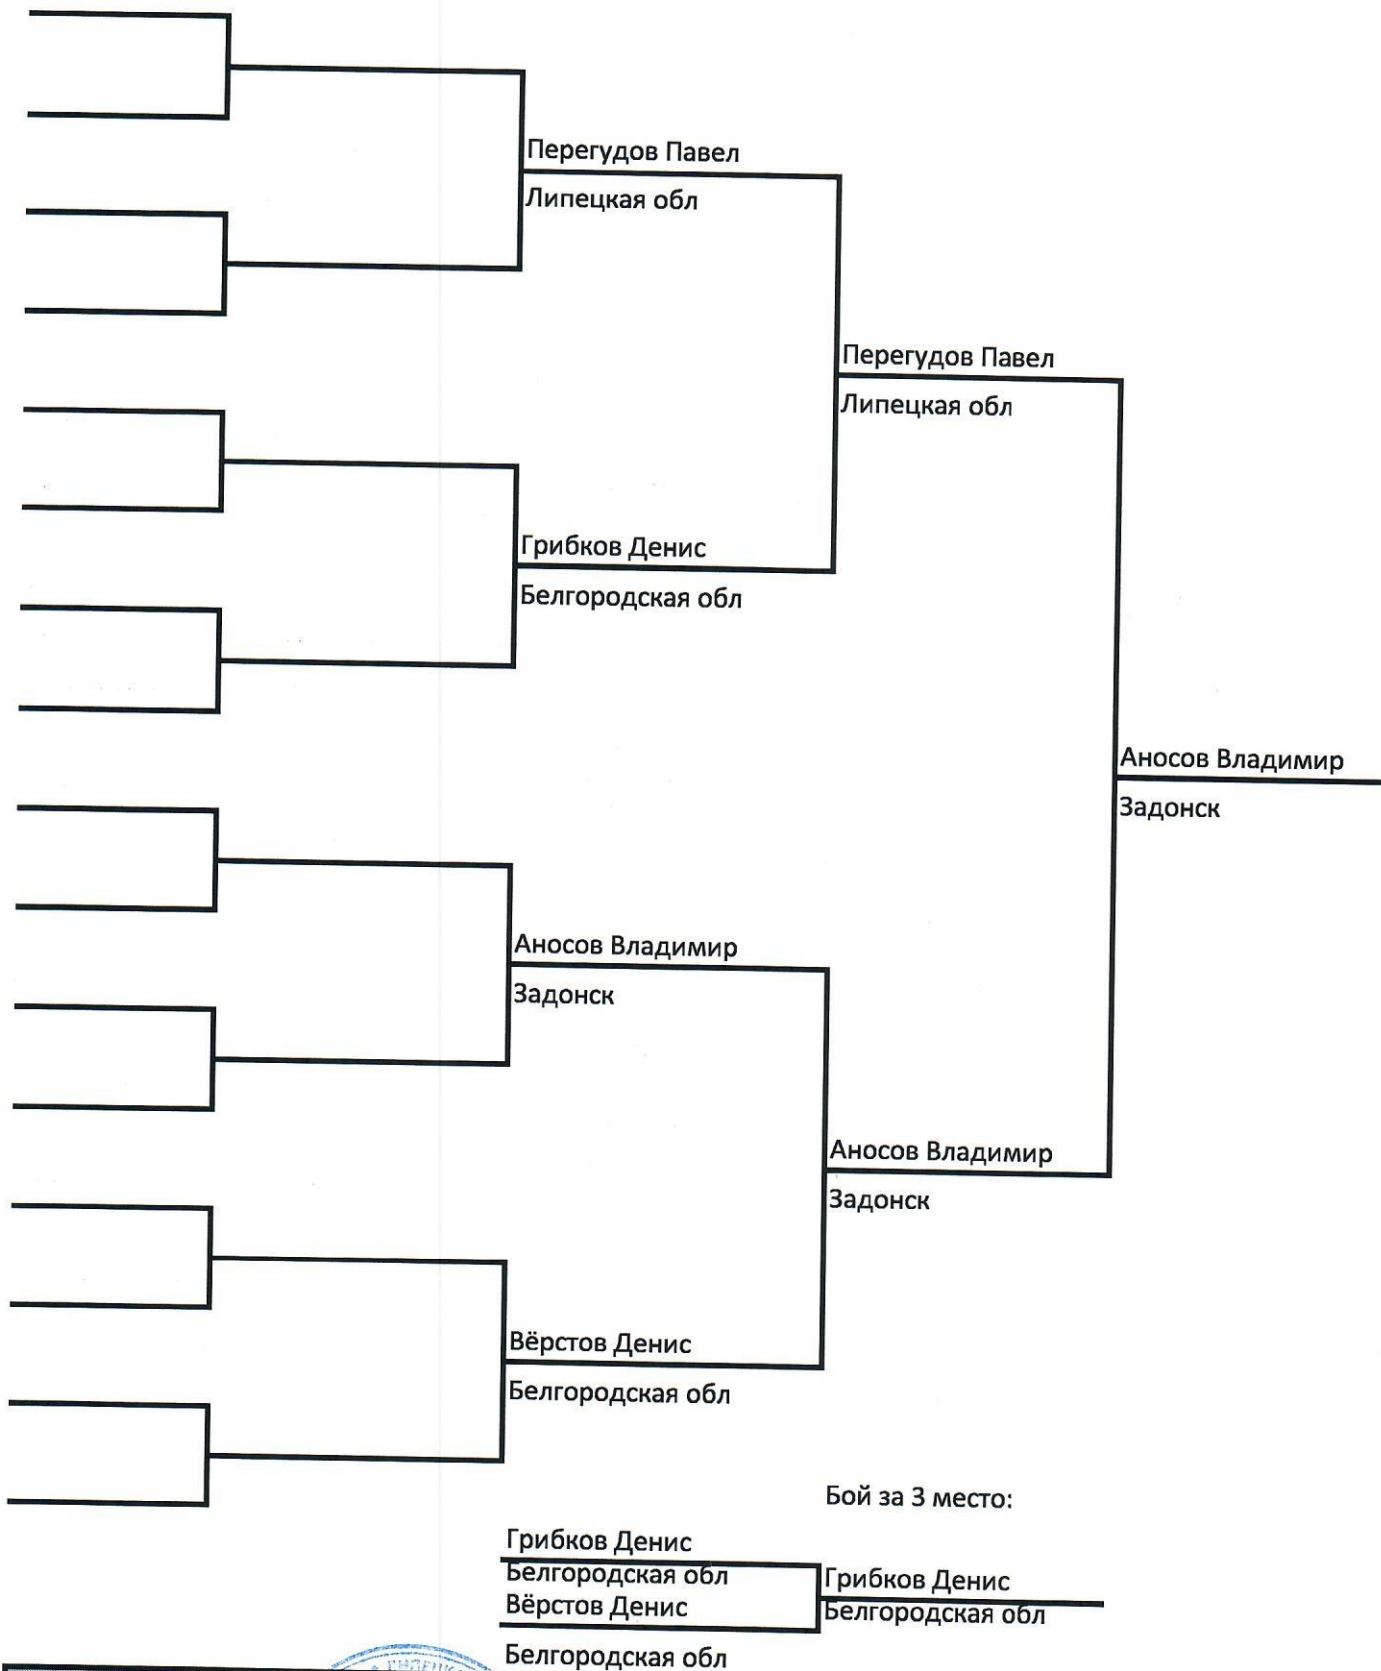 Перегудов Павел
Липецкая обл
Перегудов Павел
Липецкая обл
Грибков Денис
Белгородская обл
Аносов Владимир
Задонск
Аносов Владимир
Задонск
Аносов Владимир
Задонск
Вёрстов Денис
Белгородская обл
Бой за 3 место:
Грибков Денис
Белгородская обл
Грибков Денис
Вёрстов Денис
Белгородская обл
Белгородская обл